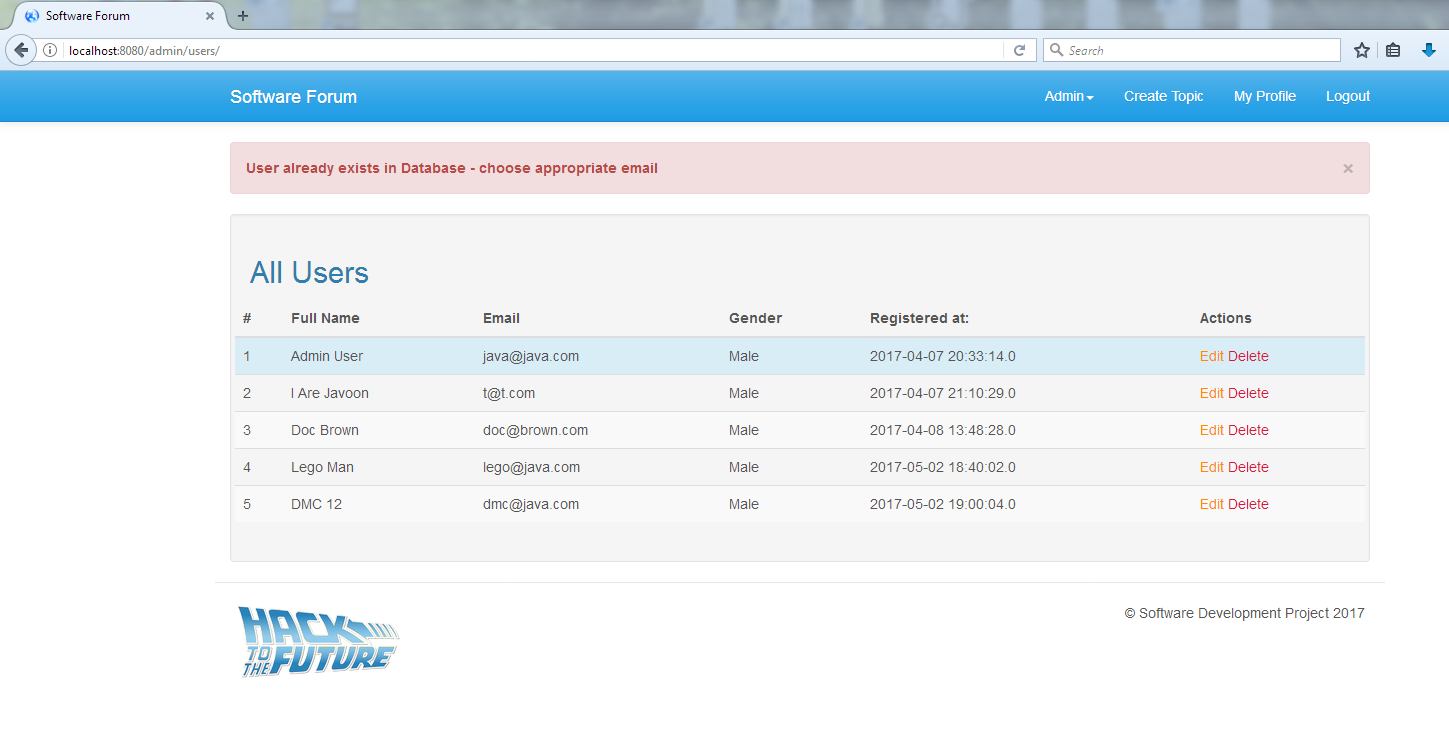 Software Forum
localhost:8080/admin/users/
Search
Software Forum Admin Create Topic My Profile Logout
User already exists in Database - choose appropriate email ×
All Users
# Full Name Email Gender Registered at: Actions
1 Admin User java@java.com Male 2017-04-07 20:33:14.0 Edit Delete
2 I Are Javoon t@t.com Male 2017-04-07 21:10:29.0 Edit Delete
3 Doc Brown doc@brown.com Male 2017-04-08 13:48:28.0 Edit Delete
4 Lego Man lego@java.com Male 2017-05-02 18:40:02.0 Edit Delete
5 DMC 12 dmc@java.com Male 2017-05-02 19:00:04.0 Edit Delete
HACK
TO THE FUTURE
© Software Development Project 2017